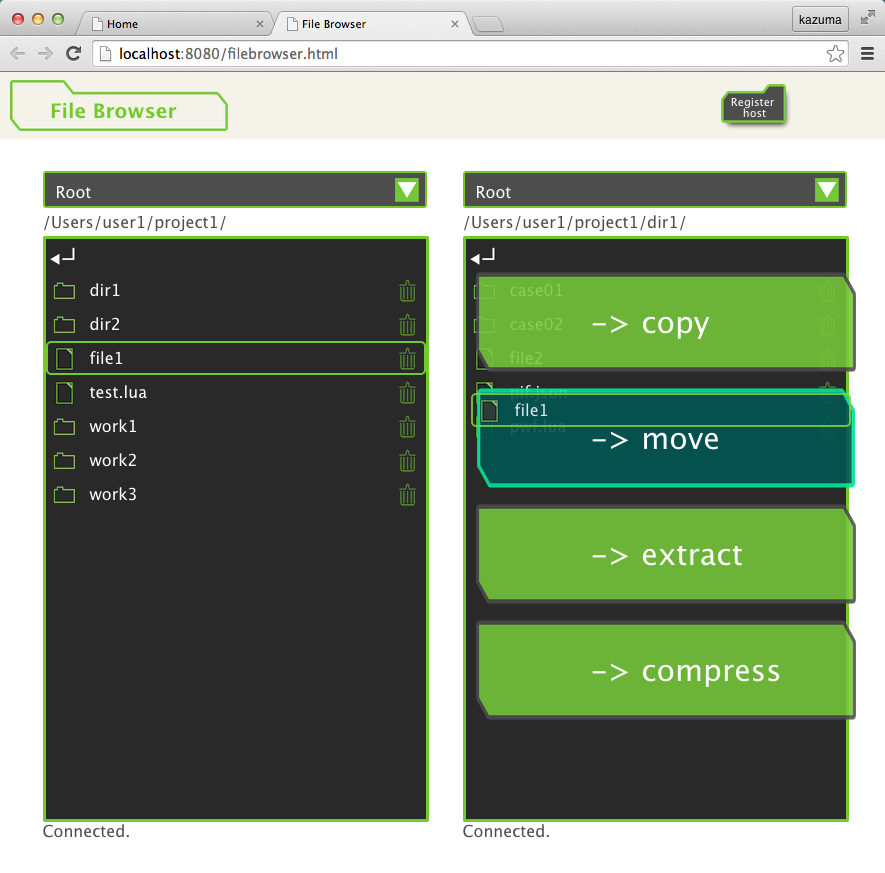 Home
File Browser
kazuma
localhost:8080/filebrowser.html
File Browser
Register
host
Root
/Users/user1/project1/
dir1
dir2
file1
test.lua
work1
work2
work3
Connected.
Root
/Users/user1/project1/dir1/
case01
case02
file2
pif.json
pwf.lua
-> copy
file1
-> move
-> extract
-> compress
Connected.